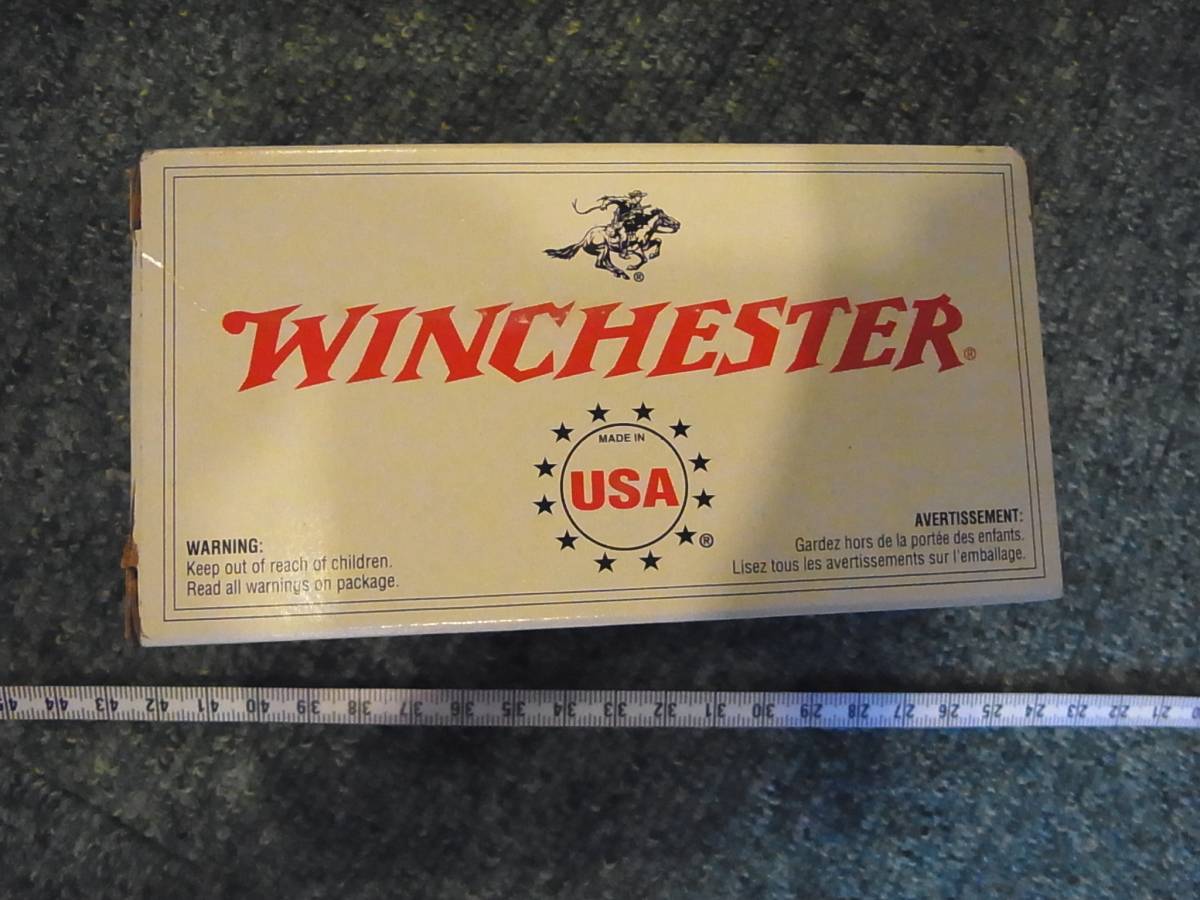 ®
WINCHESTER®
MADE IN
USA
®
WARNING:
Keep out of reach of children.
Read all warnings on package.
AVERTISSEMENT:
Gardez hors de la portée des enfants.
Lisez tous les avertissements sur l'emballage.
44 43 42 41 40 39 38 37 36 35 34 33 32 31 30 29 28 27 26 25 24 23 22 21